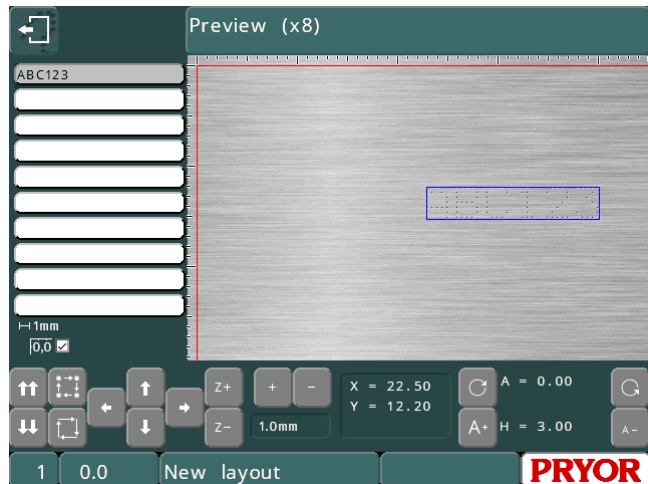 Preview (x8)
ABC123
ABC123
1mm
0,0
Z+
+
-
X = 22.50
A = 0.00
Y = 12.20
Z-
1.0mm
A+
H = 3.00
A-
1
0.0
New layout
PRYOR